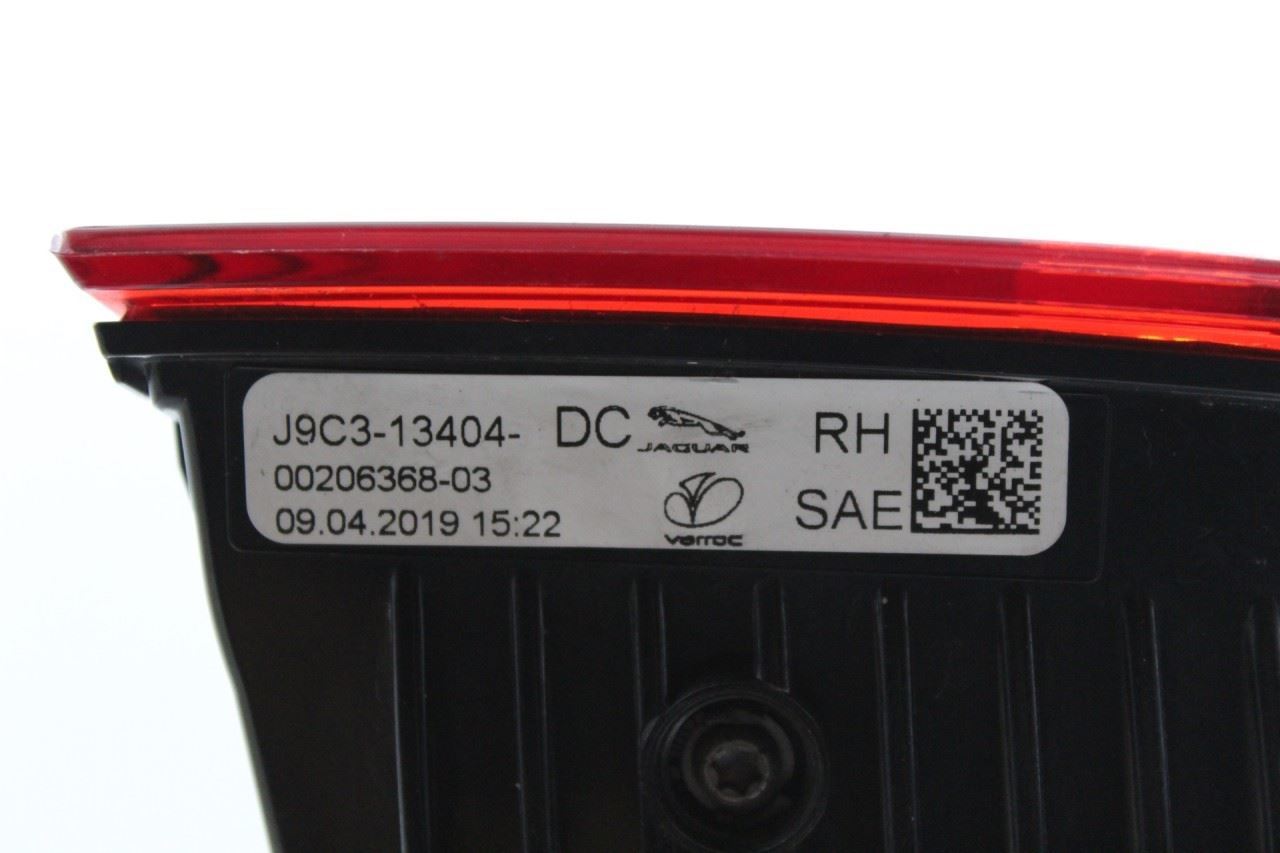 J9C3-13404- DC JAGUAR RH
00206368-03
09.04.2019 15:22 varroc SAE